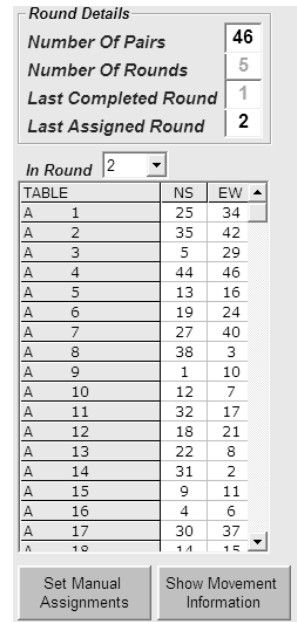 Round Details
Number Of Pairs 46
Number Of Rounds 5
Last Completed Round 1
Last Assigned Round 2
In Round 2
TABLE NS EW
A 1 25 34
A 2 35 42
A 3 5 29
A 4 44 46
A 5 13 16
A 6 19 24
A 7 27 40
A 8 38 3
A 9 1 10
A 10 12 7
A 11 32 17
A 12 18 21
A 13 22 8
A 14 31 2
A 15 9 11
A 16 4 6
A 17 30 37
A 18 14 15
Set Manual Assignments
Show Movement Information